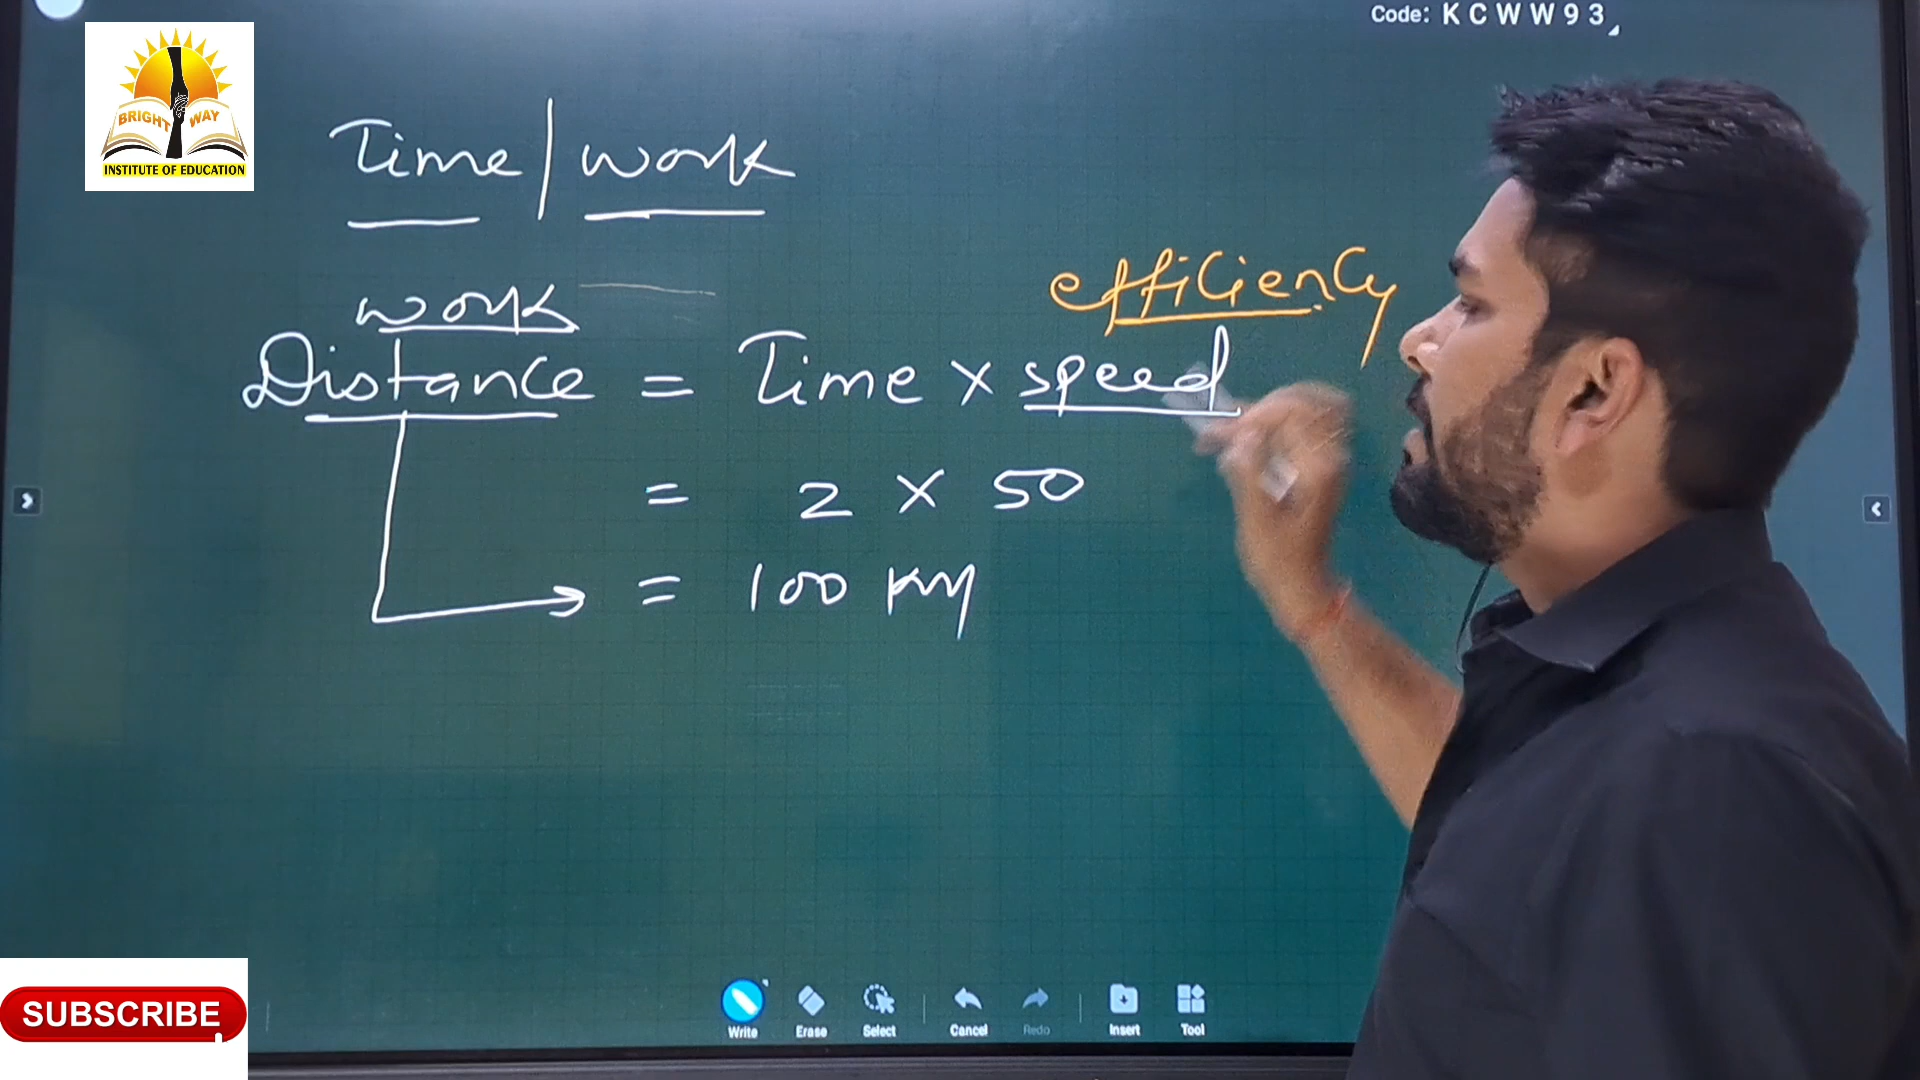 Code: KCWW93
BRIGHT WAY
INSTITUTE OF EDUCATION
Time | work
work
efficiency
Distance = Time × speed
= 2 × 50
= 100 KM
SUBSCRIBE
Write Erase Select Cancel Redo Insert Tool